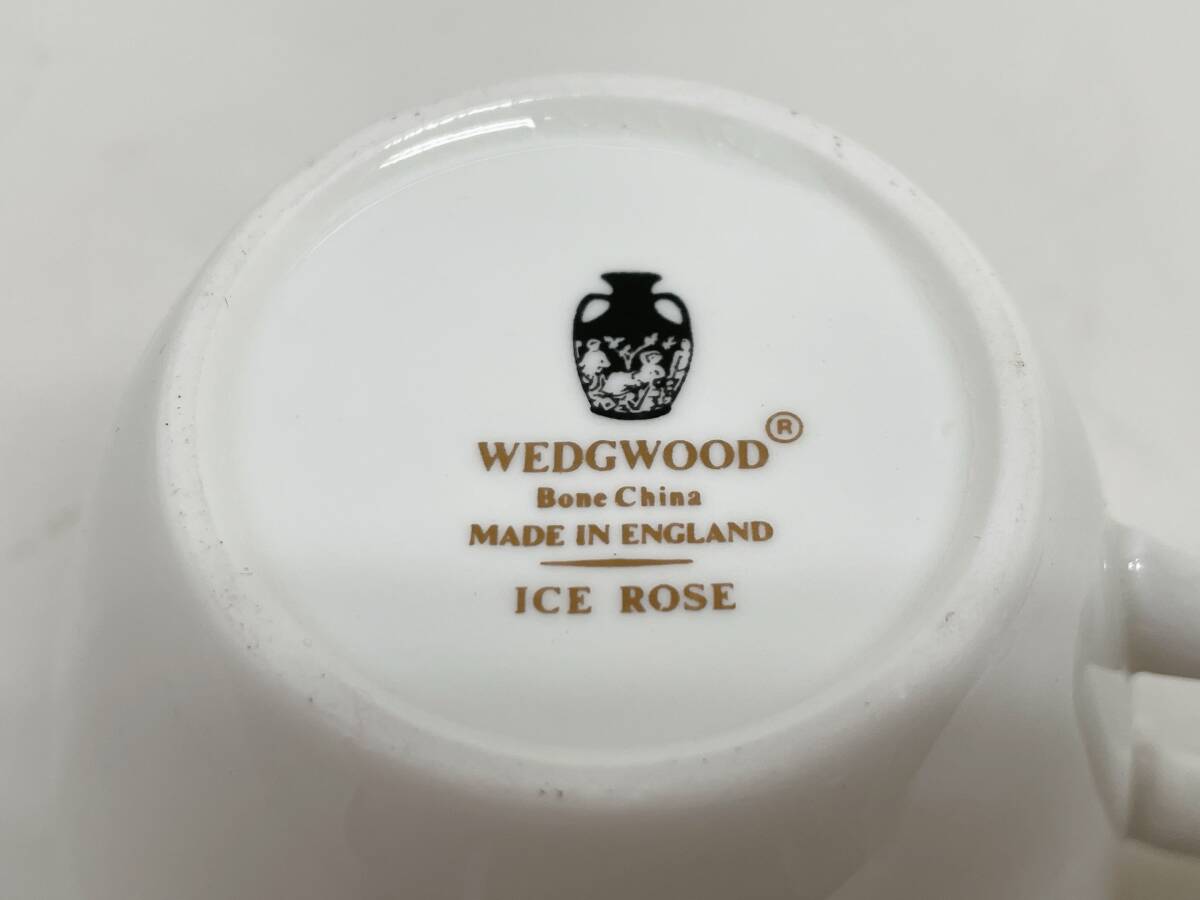 WEDGWOOD®
Bone China
MADE IN ENGLAND
ICE ROSE